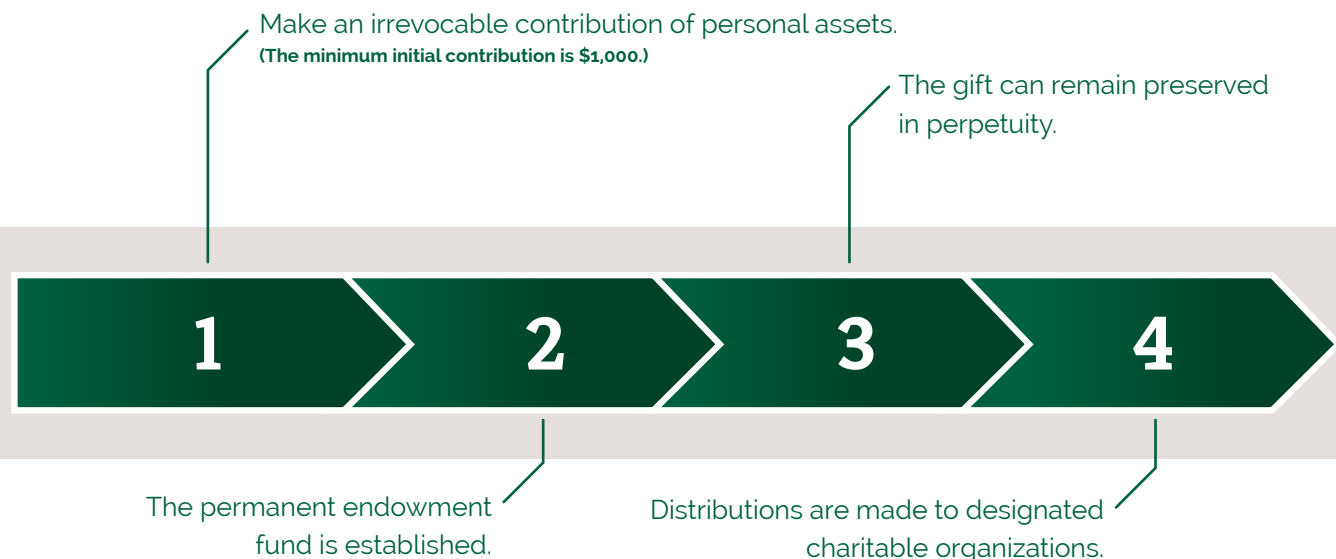 Make an irrevocable contribution of personal assets.
(The minimum initial contribution is $1,000.)
The gift can remain preserved
in perpetuity.
1
2
3
4
The permanent endowment
fund is established.
Distributions are made to designated
charitable organizations.